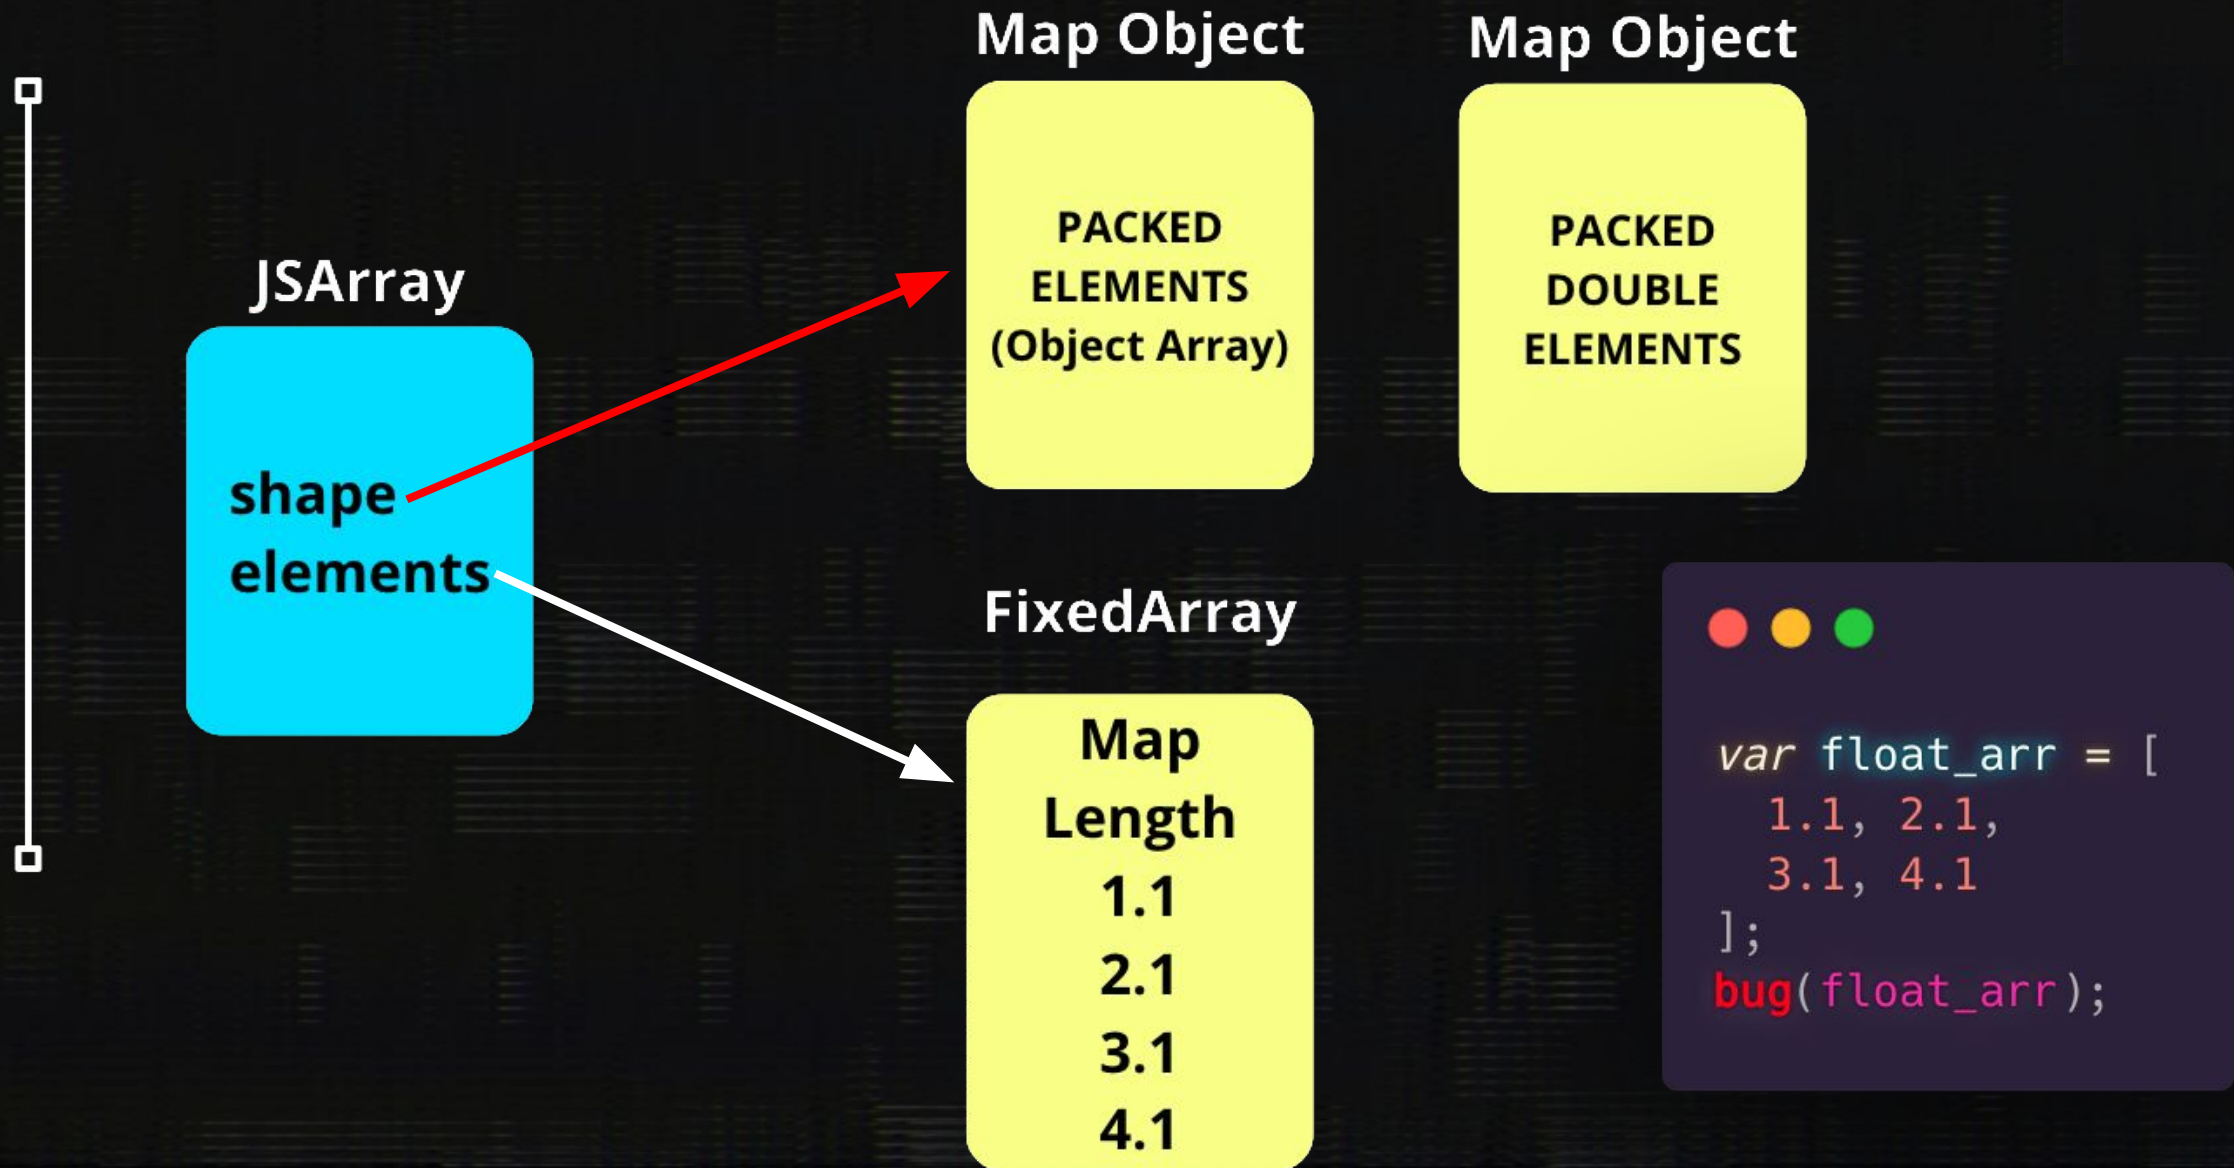 Map Object
Map Object
PACKED
ELEMENTS
(Object Array)
PACKED
DOUBLE
ELEMENTS
JSArray
shape
elements
FixedArray
Map
Length
1.1
2.1
3.1
4.1
var float_arr = [
1.1, 2.1,
3.1, 4.1
];
bug(float_arr);